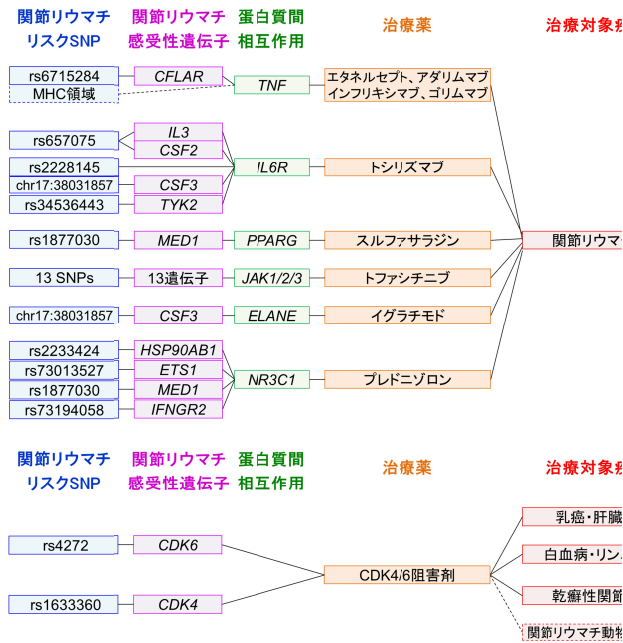 関節リウマチ 関節リウマチ 蛋白質間 治療薬 治療対象疾
リスクSNP 感受性遺伝子 相互作用
rs6715284 CFLAR TNF エタネルセプト、アダリムマブ
MHC領域 インフリキシマブ、ゴリムマブ
rs657075 IL3
CSF2
rs2228145 IL6R トシリズマブ
chr17:38031857 CSF3
rs34536443 TYK2
rs1877030 MED1 PPARG スルファサラジン 関節リウマ
13 SNPs 13遺伝子 JAK1/2/3 トファシチニブ
chr17:38031857 CSF3 ELANE イグラチモド
rs2233424 HSP90AB1
rs73013527 ETS1 NR3C1 プレドニゾロン
rs1877030 MED1
rs73194058 IFNGR2
関節リウマチ 関節リウマチ 蛋白質間 治療薬 治療対象疾
リスクSNP 感受性遺伝子 相互作用
乳癌・肝臓
rs4272 CDK6 白血病・リン
CDK4/6阻害剤
rs1633360 CDK4 乾癬性関節
関節リウマチ動物